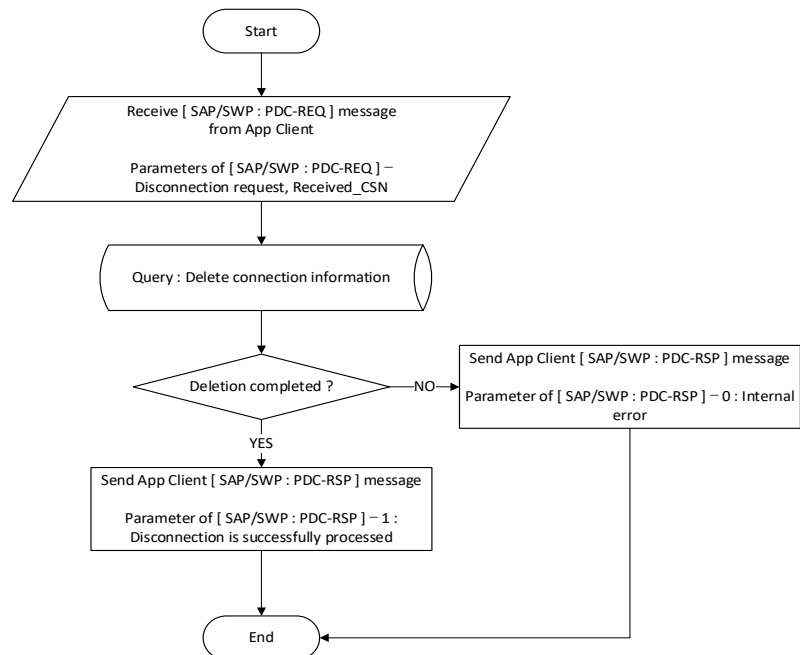 Start
Receive [ SAP/SWP : PDC-REQ ] message
from App Client
Parameters of [ SAP/SWP : PDC-REQ ] –
Disconnection request, Received_CSN
Query : Delete connection information
Deletion completed ?
NO
Send App Client [ SAP/SWP : PDC-RSP ] message
Parameter of [ SAP/SWP : PDC-RSP ] – 0 : Internal
error
YES
Send App Client [ SAP/SWP : PDC-RSP ] message
Parameter of [ SAP/SWP : PDC-RSP ] – 1 :
Disconnection is successfully processed
End